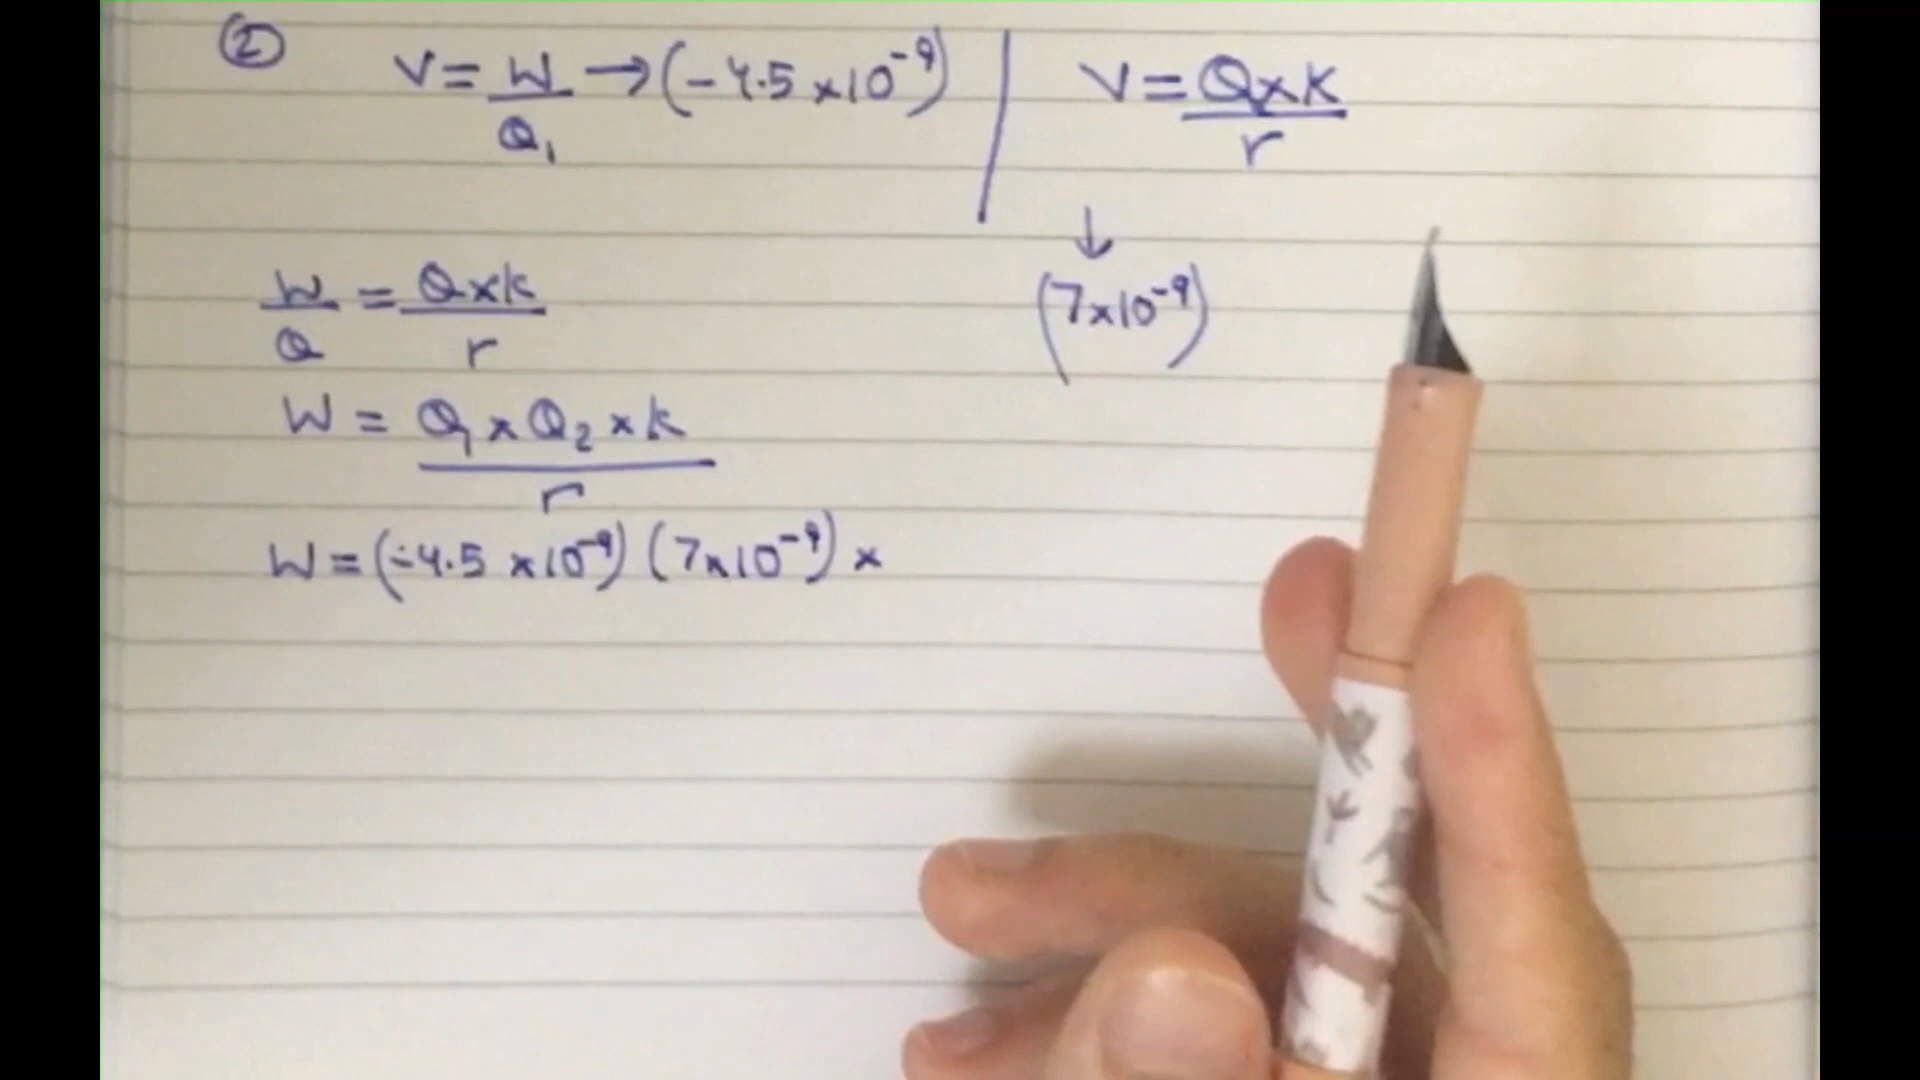 ②
V = W/Q₁ → (-4.5 × 10⁻⁹)
V = Q × K / r
↓
(7 × 10⁻⁹)
W/Q = Q × k / r
W = Q₁ × Q₂ × k / r
W = (-4.5 × 10⁻⁹) (7 × 10⁻⁹) ×